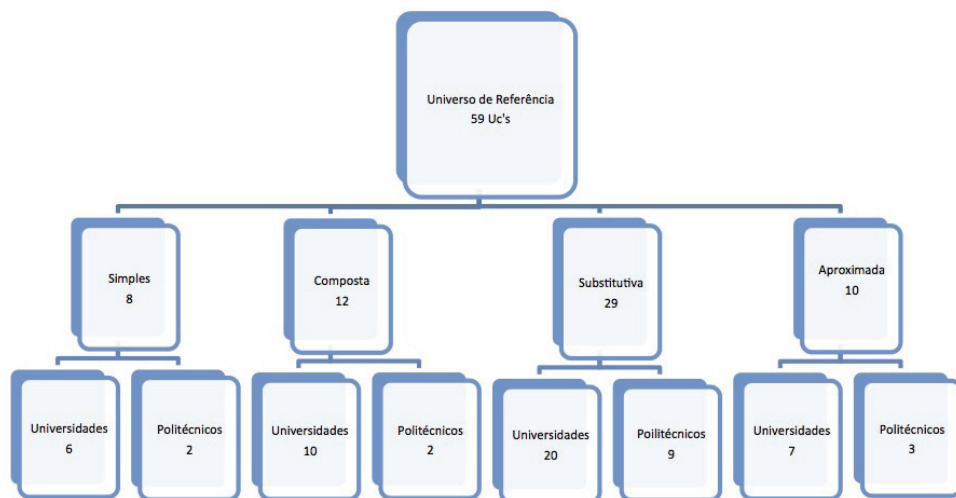 Universo de Referência
59 Uc's
Simples
8
Composta
12
Substitutiva
29
Aproximada
10
Universidades
6
Politécnicos
2
Universidades
10
Politécnicos
2
Universidades
20
Poilitécnicos
9
Universidades
7
Politécnicos
3